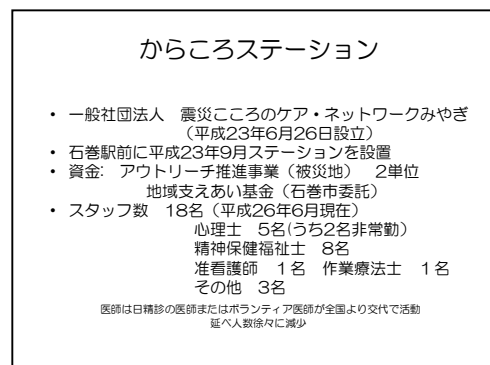 からころステーション
• 一般社団法人　震災こころのケア・ネットワークみやぎ
（平成23年6月26日設立）
• 石巻駅前に平成23年9月ステーションを設置
• 資金:　アウトリーチ推進事業（被災地）　2単位
地域支えあい基金（石巻市委託）
• スタッフ数　18名（平成26年6月現在）
心理士　5名(うち2名非常勤）
精神保健福祉士　8名
准看護師　１名　作業療法士　１名
その他　3名
医師は日精診の医師またはボランティア医師が全国より交代で活動
延べ人数徐々に減少